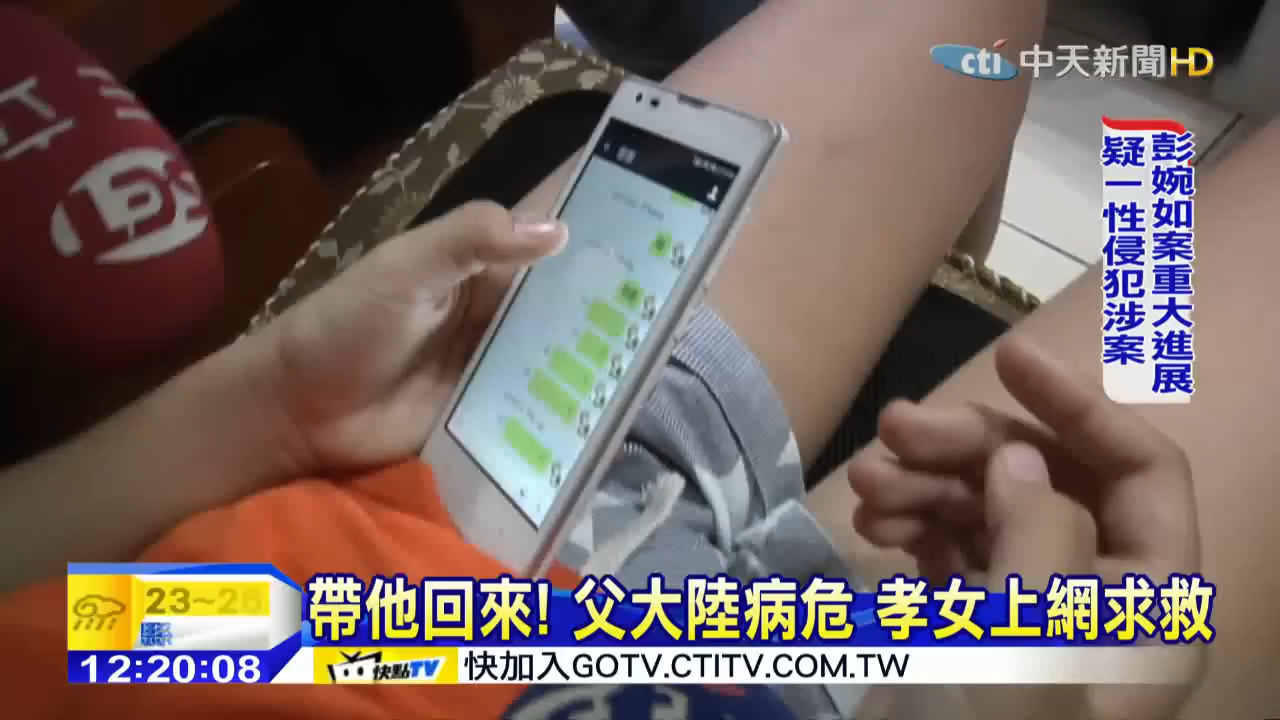 cti 中天新聞HD
彭婉如案重大進展
疑一性侵犯涉案
23~26
帶他回來! 父大陸病危 孝女上網求救
12:20:08
快點TV 快加入GOTV.CTITV.COM.TW